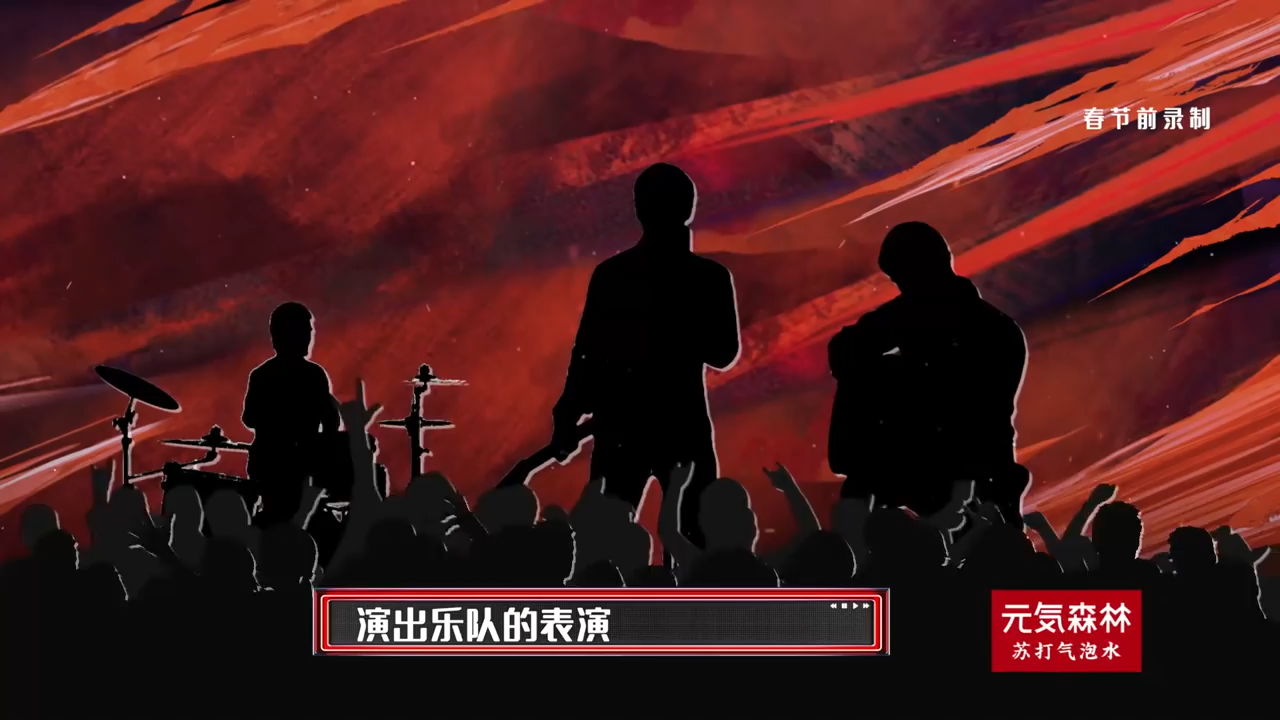 春节前录制
演出乐队的表演
元気森林
苏打气泡水